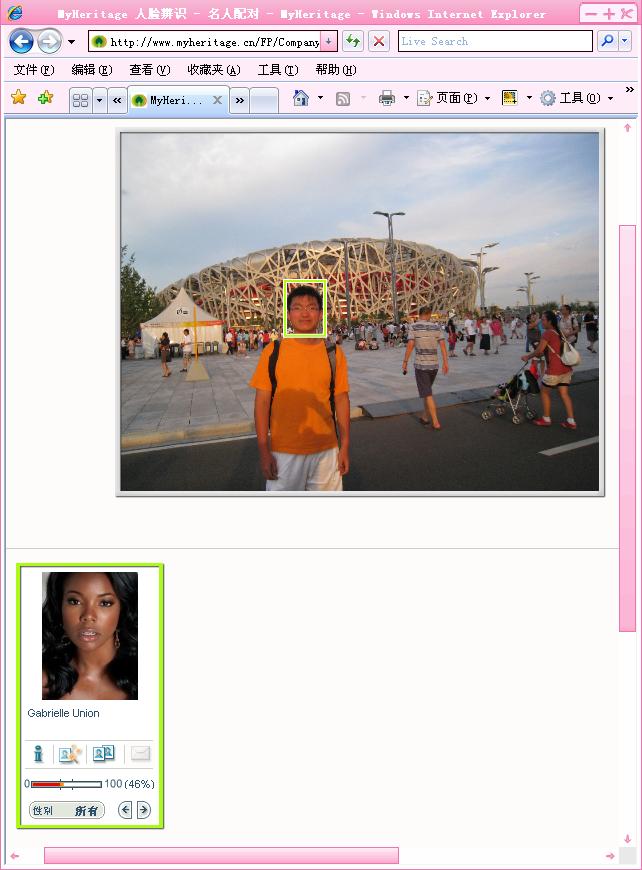 MyHeritage 人脸辨识 - 名人配对 - MyHeritage - Windows Internet Explorer
http://www.myheritage.cn/FP/Company
Live Search
文件(F) 编辑(E) 查看(V) 收藏夹(A) 工具(T) 帮助(H)
MyHeri... 页面(P) 工具(O)
Gabrielle Union
0 100 (46%)
性别 所有